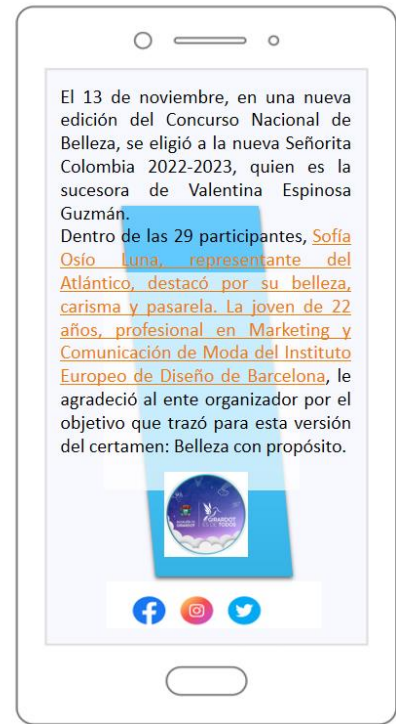 El 13 de noviembre, en una nueva
edición del Concurso Nacional de
Belleza, se eligió a la nueva Señorita
Colombia 2022-2023, quien es la
sucesora de Valentina Espinosa
Guzmán.
Dentro de las 29 participantes, Sofía
Osío Luna, representante del
Atlántico, destacó por su belleza,
carisma y pasarela. La joven de 22
años, profesional en Marketing y
Comunicación de Moda del Instituto
Europeo de Diseño de Barcelona, le
agradeció al ente organizador por el
objetivo que trazó para esta versión
del certamen: Belleza con propósito.
GIRARDOT
ES DE TODOS